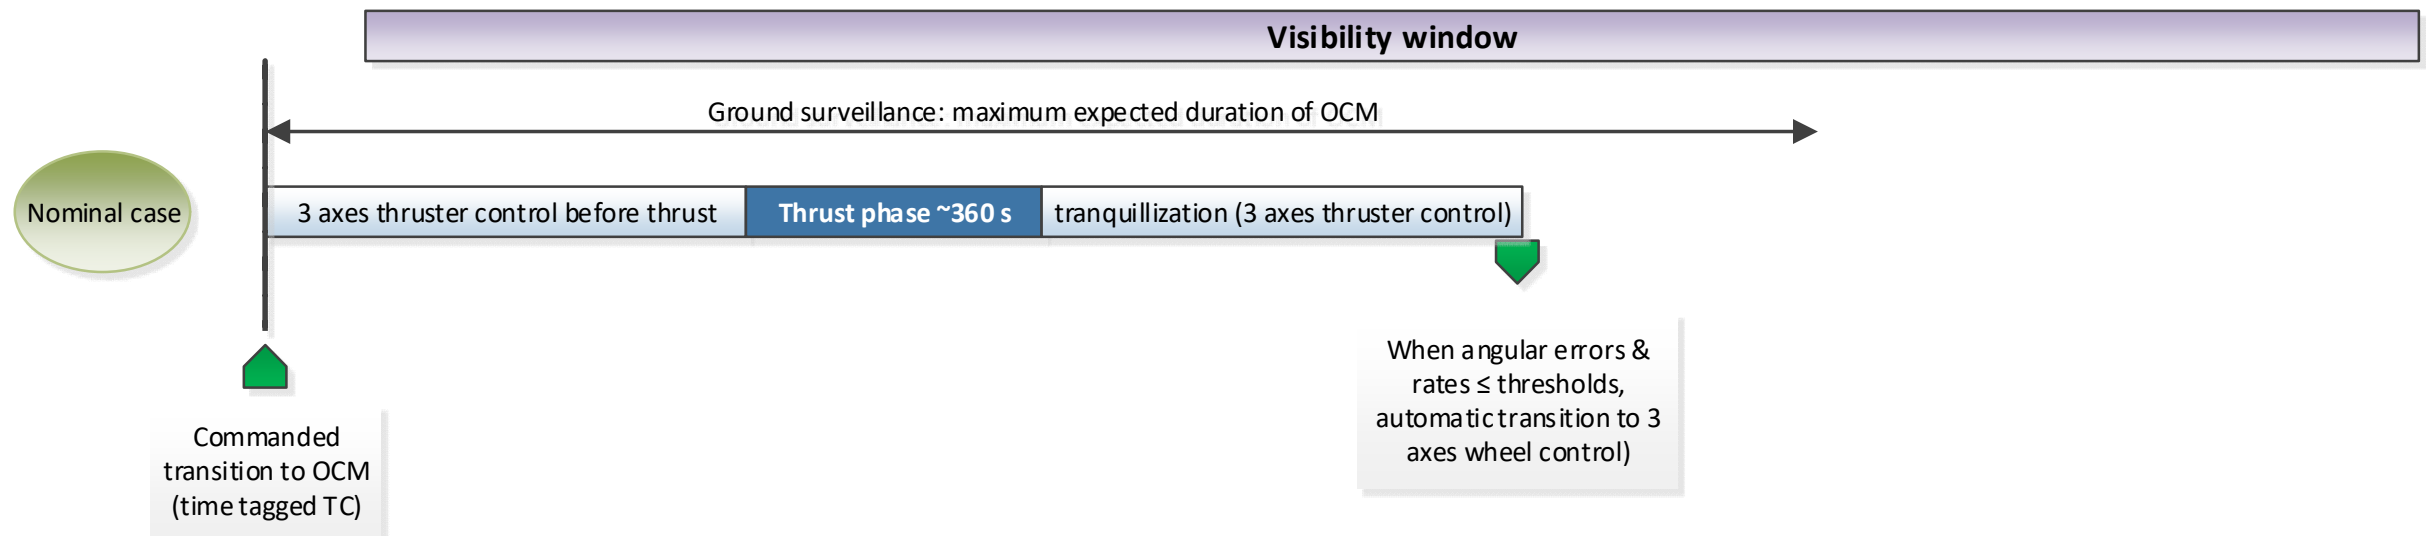 Visibility window
Ground surveillance: maximum expected duration of OCM
Nominal case
3 axes thruster control before thrust
Thrust phase ~360 s
tranquillization (3 axes thruster control)
When angular errors &
rates ≤ thresholds,
automatic transition to 3
axes wheel control)
Commanded
transition to OCM
(time tagged TC)